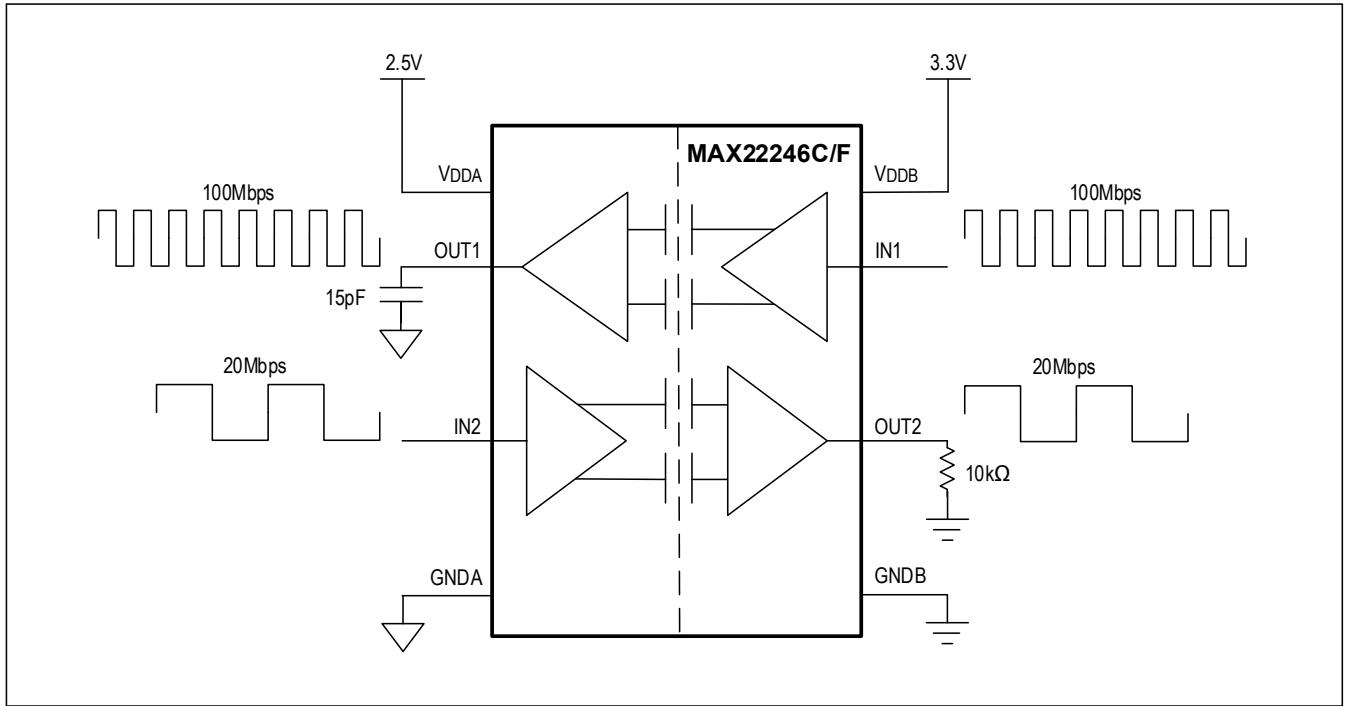 2.5V
3.3V
MAX22246C/F
VDDA
VDDB
100Mbps
100Mbps
OUT1
IN1
15pF
20Mbps
20Mbps
IN2
OUT2
10kΩ
GNDA
GNDB